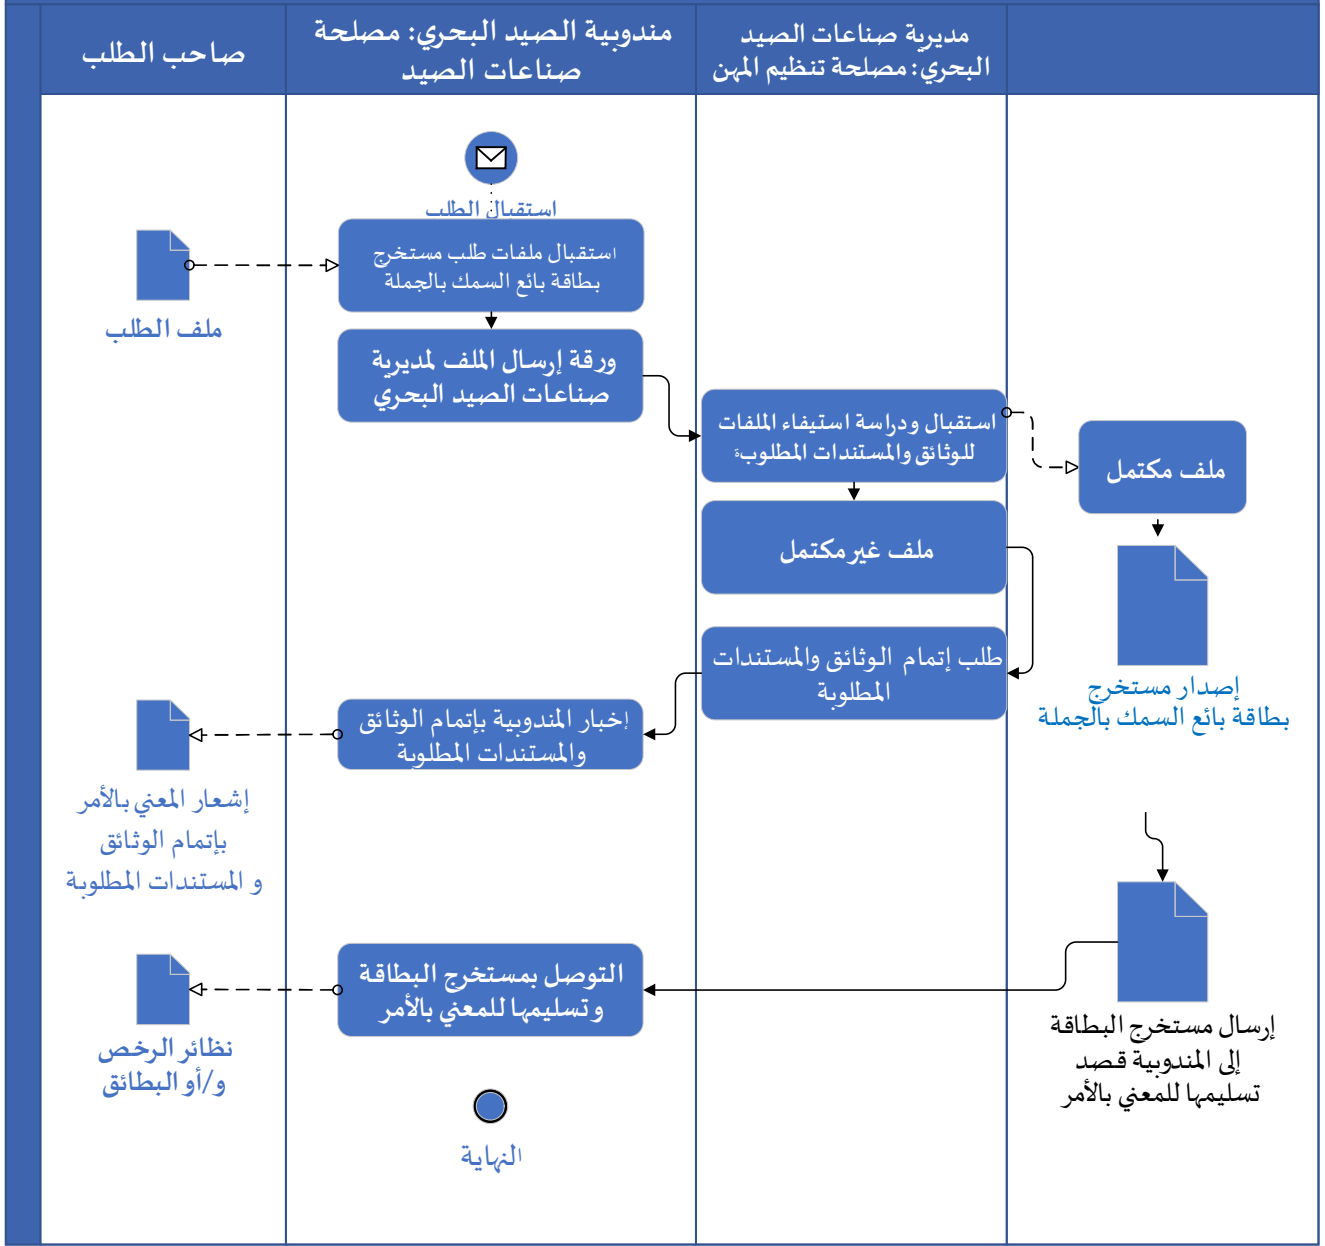 صاحب الطلب
مندوبية الصيد البحري: مصلحة
صناعات الصيد
مديرية صناعات الصيد
البحري: مصلحة تنظيم المهن
استقبال الطلب
استقبال ملفات طلب مستخرج
بطاقة بائع السمك بالجملة
ملف الطلب
ورقة إرسال الملف لمديرية
صناعات الصيد البحري
استقبال ودراسة استيفاء الملفات
للوثائق والمستندات المطلوبة
ملف مكتمل
ملف غير مكتمل
طلب إتمام الوثائق والمستندات
المطلوبة
إصدار مستخرج
بطاقة بائع السمك بالجملة
إخبار المندوبية بإتمام الوثائق
والمستندات المطلوبة
إشعار المعني بالأمر
بإتمام الوثائق
و المستندات المطلوبة
التوصل بمستخرج البطاقة
وتسليمها للمعني بالأمر
نظائر الرخص
و/أو البطائق
إرسال مستخرج البطاقة
إلى المندوبية قصد
تسليمها للمعني بالأمر
النهاية